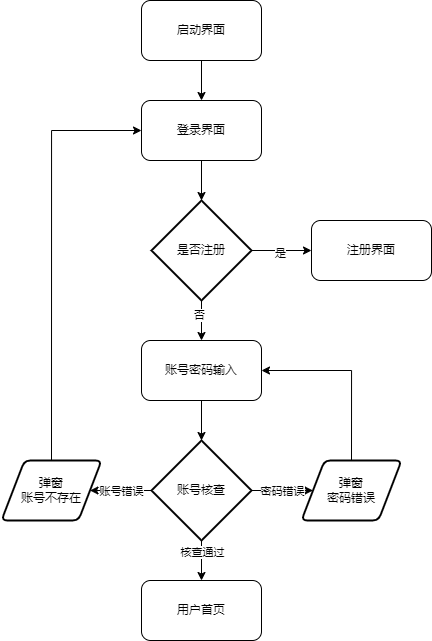 启动界面
登录界面
是否注册
是
注册界面
否
账号密码输入
弹窗
账号不存在
账号错误
账号核查
密码错误
弹窗
密码错误
核查通过
用户首页